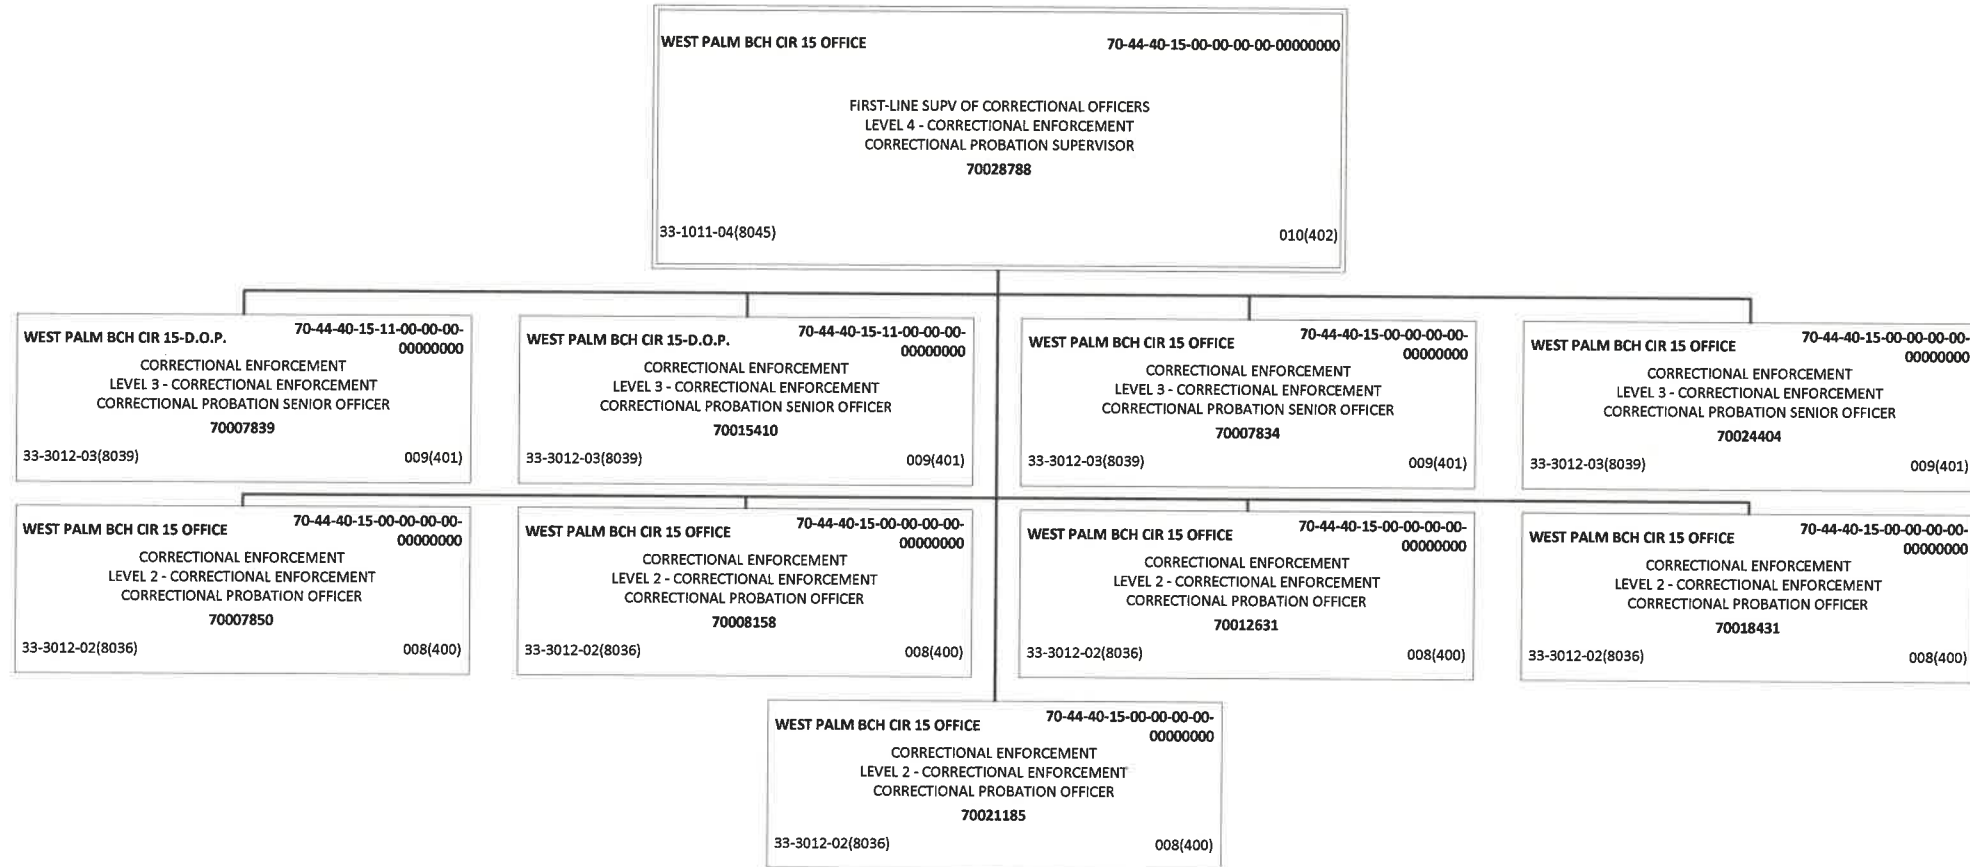 WEST PALM BCH CIR 15 OFFICE 70-44-40-15-00-00-00-00-00000000
FIRST-LINE SUPV OF CORRECTIONAL OFFICERS
LEVEL 4 - CORRECTIONAL ENFORCEMENT
CORRECTIONAL PROBATION SUPERVISOR
70028788
33-1011-04(8045) 010(402)
WEST PALM BCH CIR 15-D.O.P. 70-44-40-15-11-00-00-00-
00000000
CORRECTIONAL ENFORCEMENT
LEVEL 3 - CORRECTIONAL ENFORCEMENT
CORRECTIONAL PROBATION SENIOR OFFICER
70007839
33-3012-03(8039) 009(401)
WEST PALM BCH CIR 15-D.O.P. 70-44-40-15-11-00-00-00-
00000000
CORRECTIONAL ENFORCEMENT
LEVEL 3 - CORRECTIONAL ENFORCEMENT
CORRECTIONAL PROBATION SENIOR OFFICER
70015410
33-3012-03(8039) 009(401)
WEST PALM BCH CIR 15 OFFICE 70-44-40-15-00-00-00-00-
00000000
CORRECTIONAL ENFORCEMENT
LEVEL 3 - CORRECTIONAL ENFORCEMENT
CORRECTIONAL PROBATION SENIOR OFFICER
70007834
33-3012-03(8039) 009(401)
WEST PALM BCH CIR 15 OFFICE 70-44-40-15-00-00-00-00-
00000000
CORRECTIONAL ENFORCEMENT
LEVEL 3 - CORRECTIONAL ENFORCEMENT
CORRECTIONAL PROBATION SENIOR OFFICER
70024404
33-3012-03(8039) 009(401)
WEST PALM BCH CIR 15 OFFICE 70-44-40-15-00-00-00-00-
00000000
CORRECTIONAL ENFORCEMENT
LEVEL 2 - CORRECTIONAL ENFORCEMENT
CORRECTIONAL PROBATION OFFICER
70007850
33-3012-02(8036) 008(400)
WEST PALM BCH CIR 15 OFFICE 70-44-40-15-00-00-00-00-
00000000
CORRECTIONAL ENFORCEMENT
LEVEL 2 - CORRECTIONAL ENFORCEMENT
CORRECTIONAL PROBATION OFFICER
70008158
33-3012-02(8036) 008(400)
WEST PALM BCH CIR 15 OFFICE 70-44-40-15-00-00-00-00-
00000000
CORRECTIONAL ENFORCEMENT
LEVEL 2 - CORRECTIONAL ENFORCEMENT
CORRECTIONAL PROBATION OFFICER
70012631
33-3012-02(8036) 008(400)
WEST PALM BCH CIR 15 OFFICE 70-44-40-15-00-00-00-00-
00000000
CORRECTIONAL ENFORCEMENT
LEVEL 2 - CORRECTIONAL ENFORCEMENT
CORRECTIONAL PROBATION OFFICER
70018431
33-3012-02(8036) 008(400)
WEST PALM BCH CIR 15 OFFICE 70-44-40-15-00-00-00-00-
00000000
CORRECTIONAL ENFORCEMENT
LEVEL 2 - CORRECTIONAL ENFORCEMENT
CORRECTIONAL PROBATION OFFICER
70021185
33-3012-02(8036) 008(400)